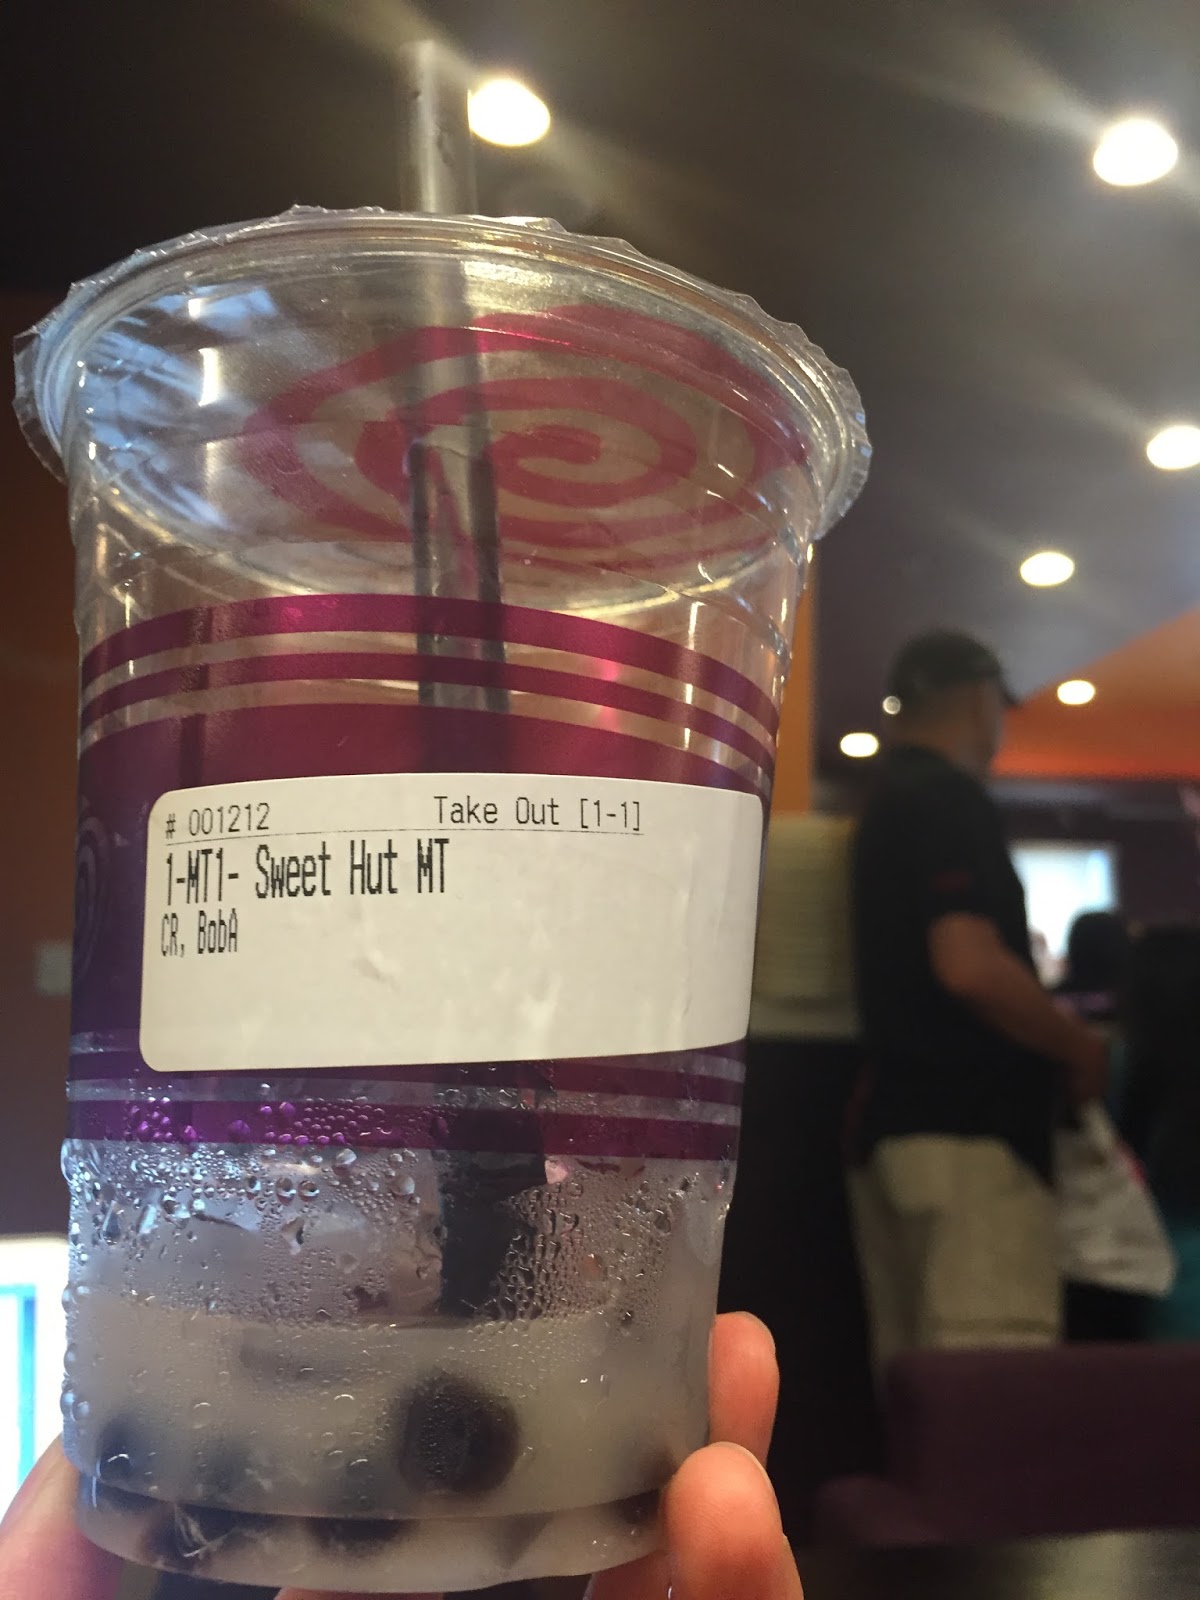 # 001212 Take Out [1-1]
1-MT1- Sweet Hut MT
CR, BobA